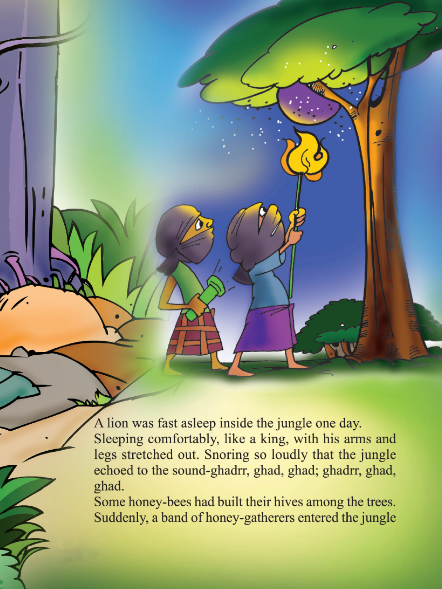 A lion was fast asleep inside the jungle one day.
Sleeping comfortably, like a king, with his arms and
legs stretched out. Snoring so loudly that the jungle
echoed to the sound-ghadrr, ghad, ghad; ghadrr, ghad,
ghad.
Some honey-bees had built their hives among the trees.
Suddenly, a band of honey-gatherers entered the jungle